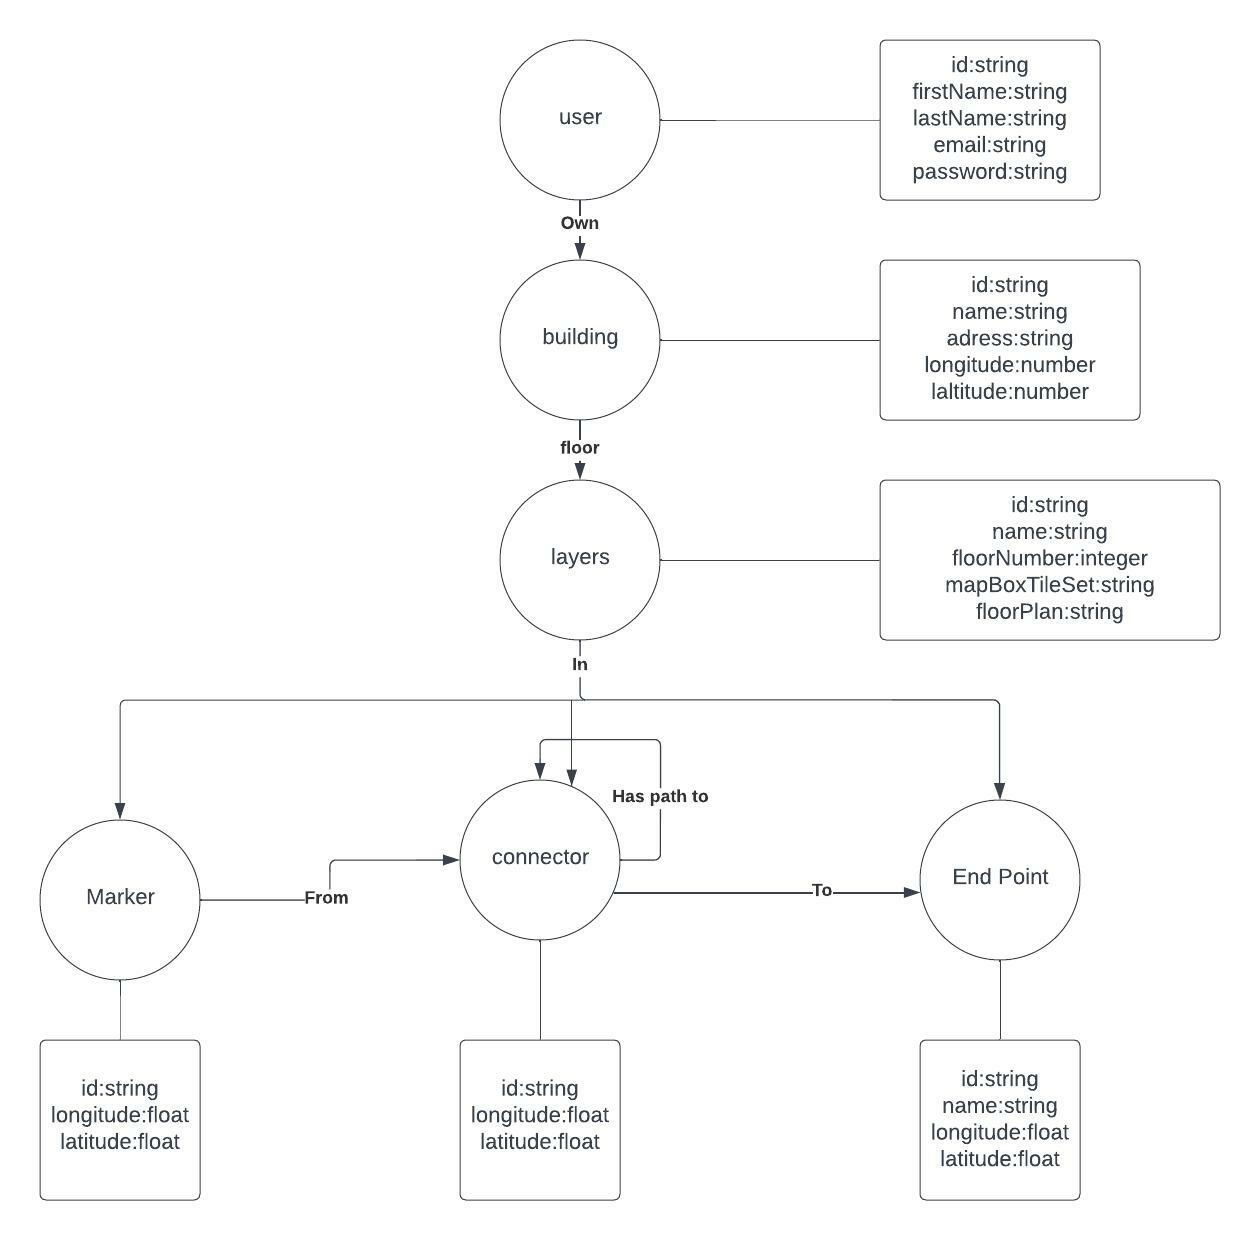 user
id:string
firstName:string
lastName:string
email:string
password:string
Own
building
id:string
name:string
adress:string
longitude:number
laltitude:number
floor
layers
id:string
name:string
floorNumber:integer
mapBoxTileSet:string
floorPlan:string
In
Has path to
connector
End Point
Marker
From
To
id:string
longitude:float
latitude:float
id:string
longitude:float
latitude:float
id:string
name:string
longitude:float
latitude:float